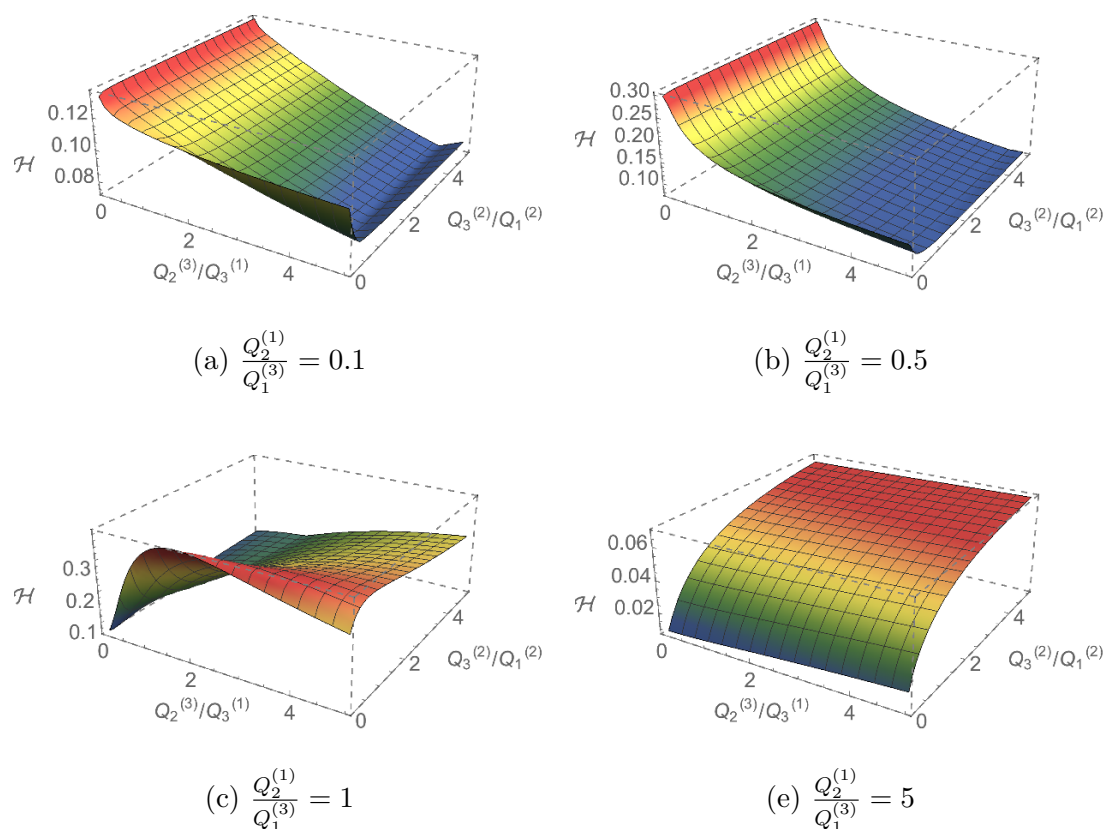 0.12
0.10
ℋ
0.08
0
2
4
Q₂⁽³⁾/Q₃⁽¹⁾
0
2
4
Q₃⁽²⁾/Q₁⁽²⁾
(a) Q₂⁽¹⁾/Q₁⁽³⁾ = 0.1
0.30
0.25
0.20
ℋ
0.15
0.10
0
2
4
Q₂⁽³⁾/Q₃⁽¹⁾
0
2
4
Q₃⁽²⁾/Q₁⁽²⁾
(b) Q₂⁽¹⁾/Q₁⁽³⁾ = 0.5
0.3
ℋ
0.2
0.1
0
2
4
Q₂⁽³⁾/Q₃⁽¹⁾
0
2
4
Q₃⁽²⁾/Q₁⁽²⁾
(c) Q₂⁽¹⁾/Q₁⁽³⁾ = 1
0.06
0.04
ℋ
0.02
0
2
4
Q₂⁽³⁾/Q₃⁽¹⁾
0
2
4
Q₃⁽²⁾/Q₁⁽²⁾
(e) Q₂⁽¹⁾/Q₁⁽³⁾ = 5